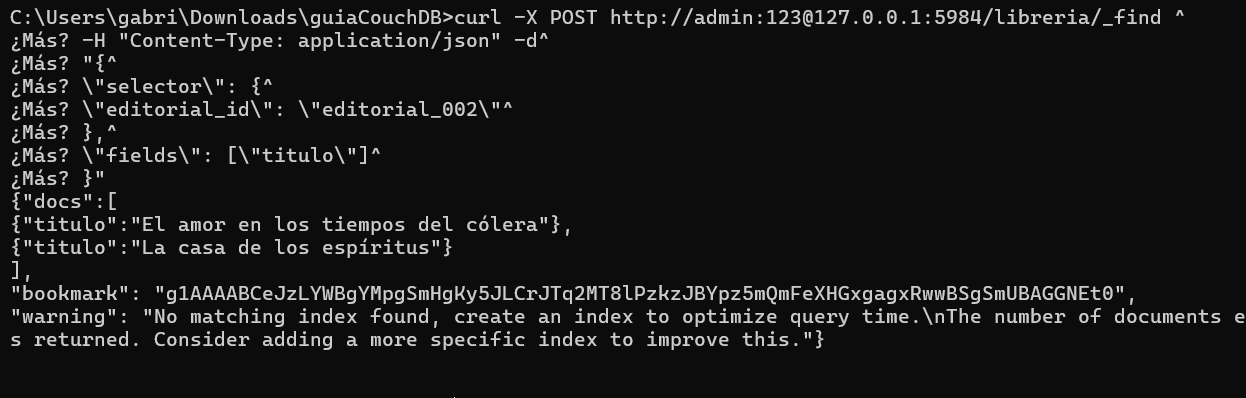 C:\Users\gabri\Downloads\guiaCouchDB>curl -X POST http://admin:123@127.0.0.1:5984/libreria/_find ^
¿Más? -H "Content-Type: application/json" -d^
¿Más? "{^
¿Más? \"selector\": {^
¿Más? \"editorial_id\": \"editorial_002\"^
¿Más? },^
¿Más? \"fields\": [\"titulo\"]^
¿Más? }"
{"docs":[
{"titulo":"El amor en los tiempos del cólera"},
{"titulo":"La casa de los espíritus"}
],
"bookmark": "g1AAAABCeJzLYWBgYMpgSmHgKy5JLCrJTq2MT8lPzkzJBYpz5mQmFeXHGxgagxRwwBSgSmUBAGGNEt0",
"warning": "No matching index found, create an index to optimize query time.\nThe number of documents e
s returned. Consider adding a more specific index to improve this."}